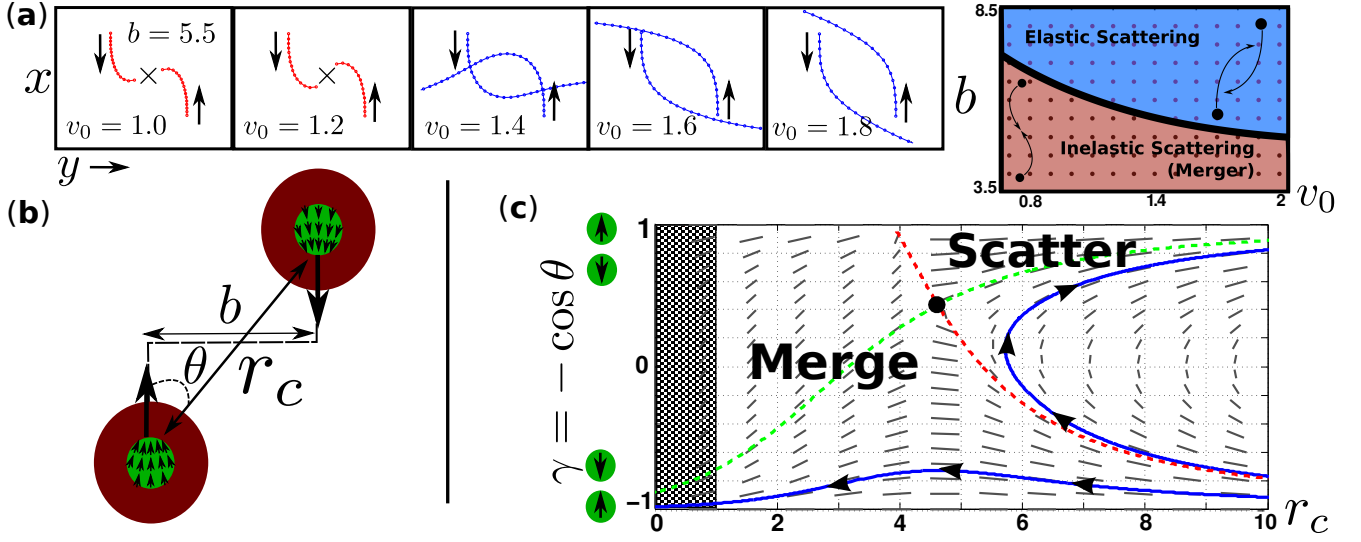 (a)
x
b = 5.5
×
v₀ = 1.0
×
v₀ = 1.2
v₀ = 1.4
v₀ = 1.6
v₀ = 1.8
y
8.5
b
3.5
Elastic Scattering
Inelastic Scattering
(Merger)
0.8 1.4 2 v₀
(b)
b
θ
r_c
(c)
γ = − cos θ
1
0
−1
Scatter
Merge
0 2 4 6 8 10 r_c